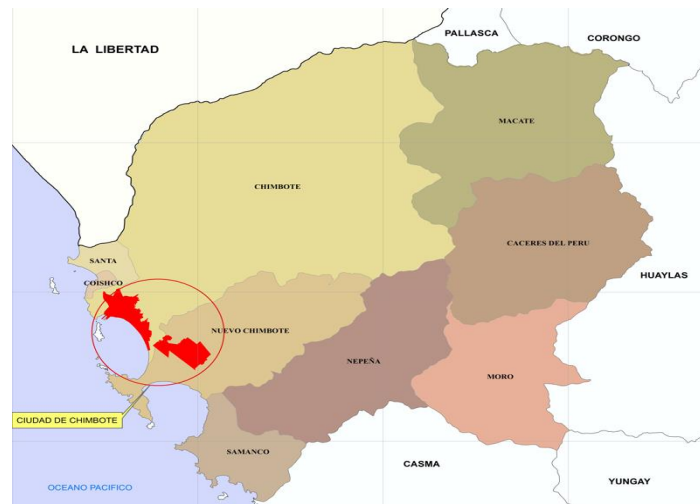 PALLASCA
CORONGO
LA LIBERTAD
MACATE
CHIMBOTE
CACERES DEL PERU
SANTA
HUAYLAS
COISHCO
NUEVO CHIMBOTE
NEPEÑA
MORO
CIUDAD DE CHIMBOTE
SAMANCO
CASMA
YUNGAY
OCEANO PACIFICO